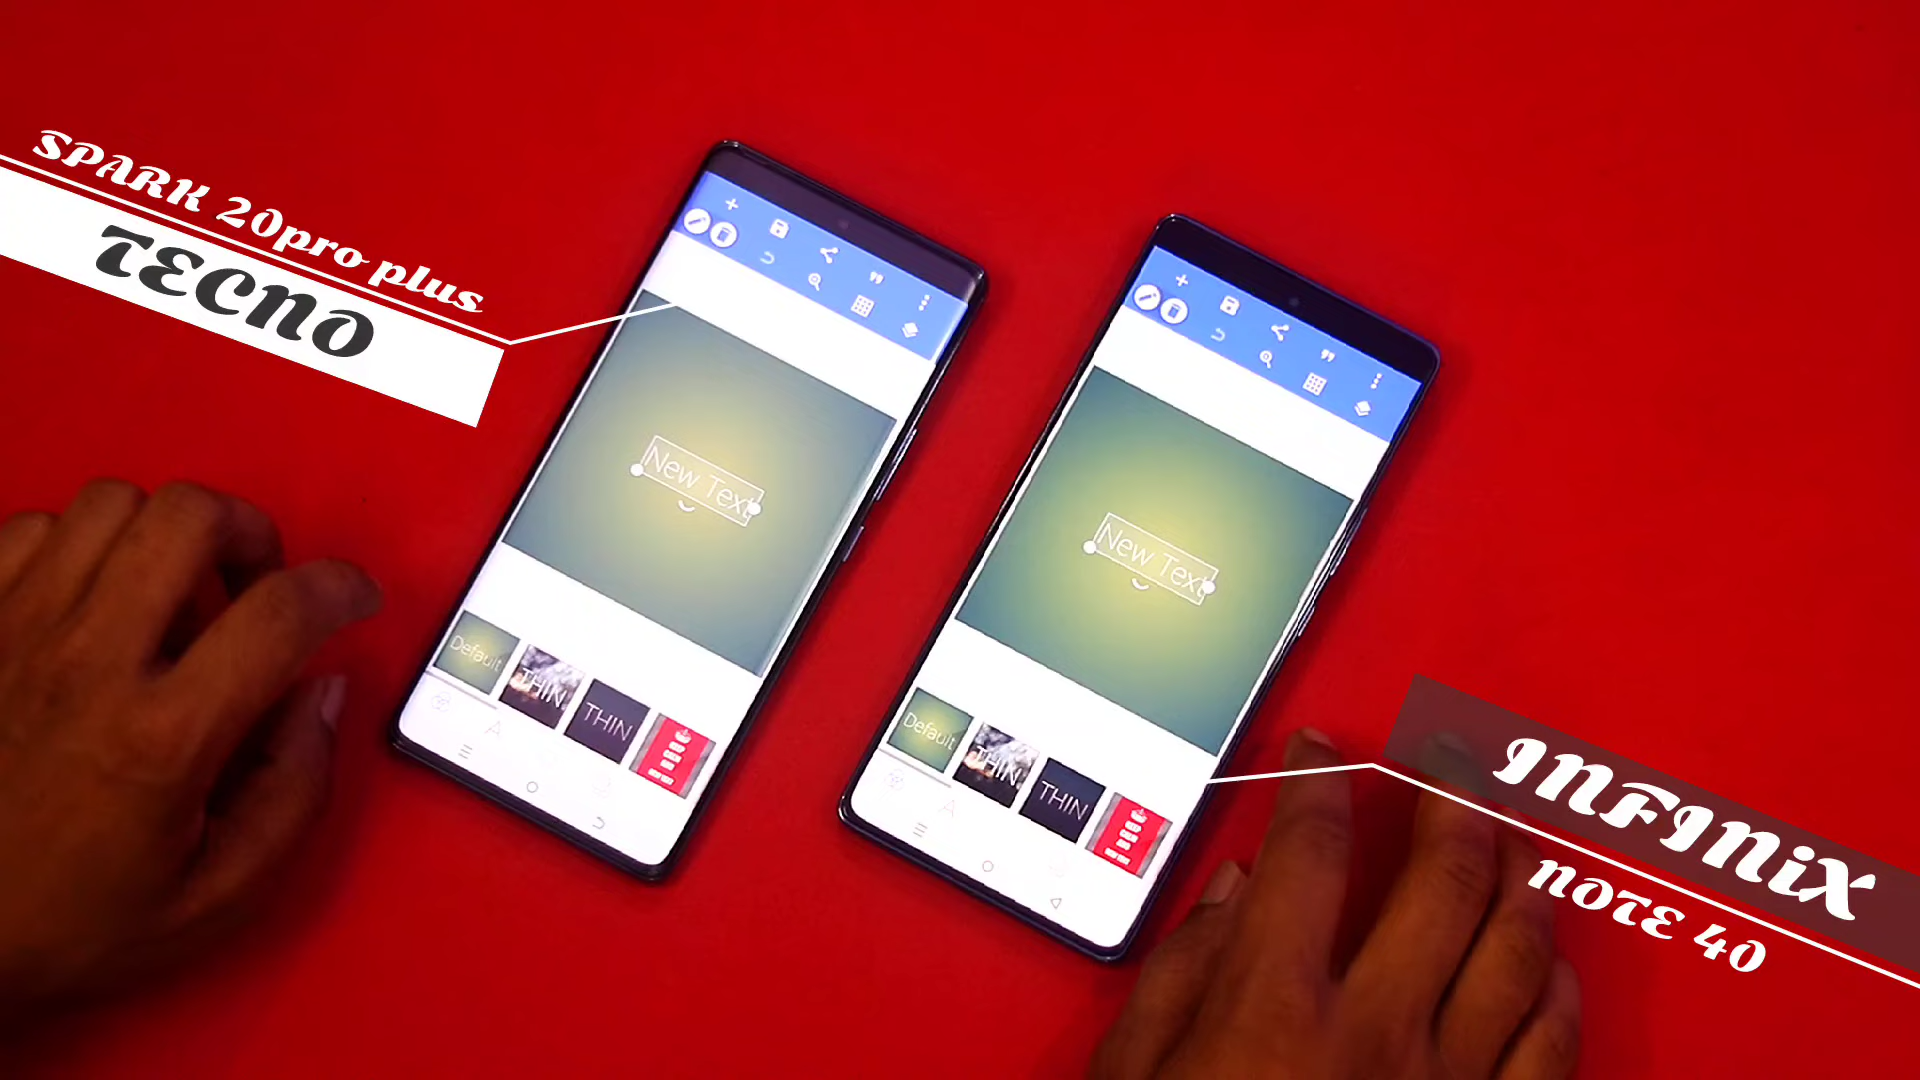 SPARK 20pro plus
TECNO
New Text
Default
THIN
THIN
New Text
Default
THIN
THIN
INFINiX
NOTE 40